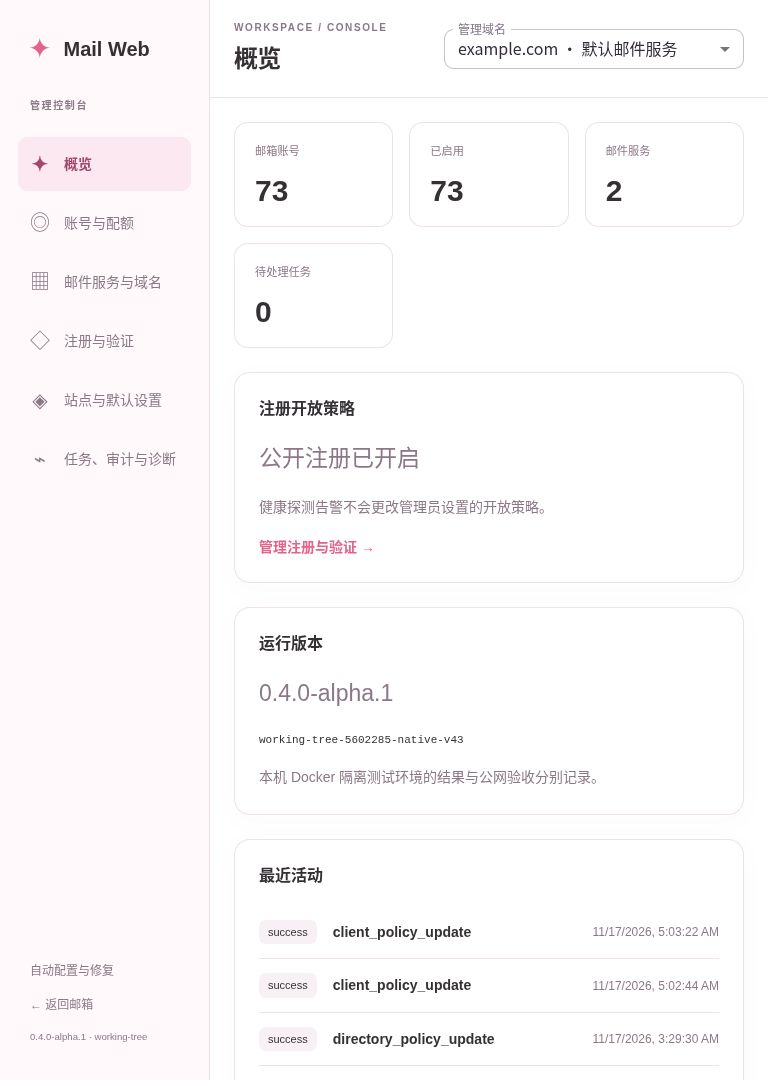 Mail Web
管理控制台
概览
账号与配额
邮件服务与域名
注册与验证
站点与默认设置
任务、审计与诊断
自动配置与修复
← 返回邮箱
0.4.0-alpha.1 · working-tree
WORKSPACE / CONSOLE
概览
管理域名
example.com · 默认邮件服务
邮箱账号
73
已启用
73
邮件服务
2
待处理任务
0
注册开放策略
公开注册已开启
健康探测告警不会更改管理员设置的开放策略。
管理注册与验证 →
运行版本
0.4.0-alpha.1
working-tree-5602285-native-v43
本机 Docker 隔离测试环境的结果与公网验收分别记录。
最近活动
success client_policy_update 11/17/2026, 5:03:22 AM
success client_policy_update 11/17/2026, 5:02:44 AM
success directory_policy_update 11/17/2026, 3:29:30 AM